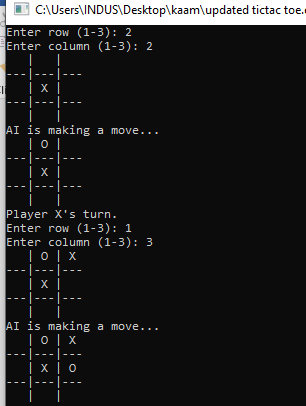 C:\Users\INDUS\Desktop\kaam\updated tictac toe.
Enter row (1-3): 2
Enter column (1-3): 2
   |   |
---|---|---
   | X |
---|---|---
   |   |
AI is making a move...
   | O |
---|---|---
   | X |
---|---|---
   |   |
Player X's turn.
Enter row (1-3): 1
Enter column (1-3): 3
   | O | X
---|---|---
   | X |
---|---|---
   |   |
AI is making a move...
   | O | X
---|---|---
   | X | O
---|---|---
   |   |